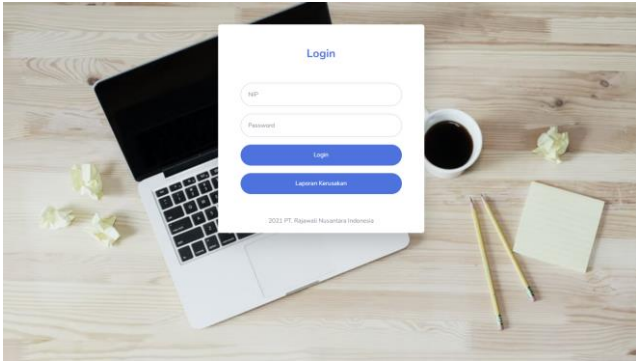 Login
NIP
Password
Login
Laporan Kerusakan
2021 PT. Rajawali Nusantara Indonesia